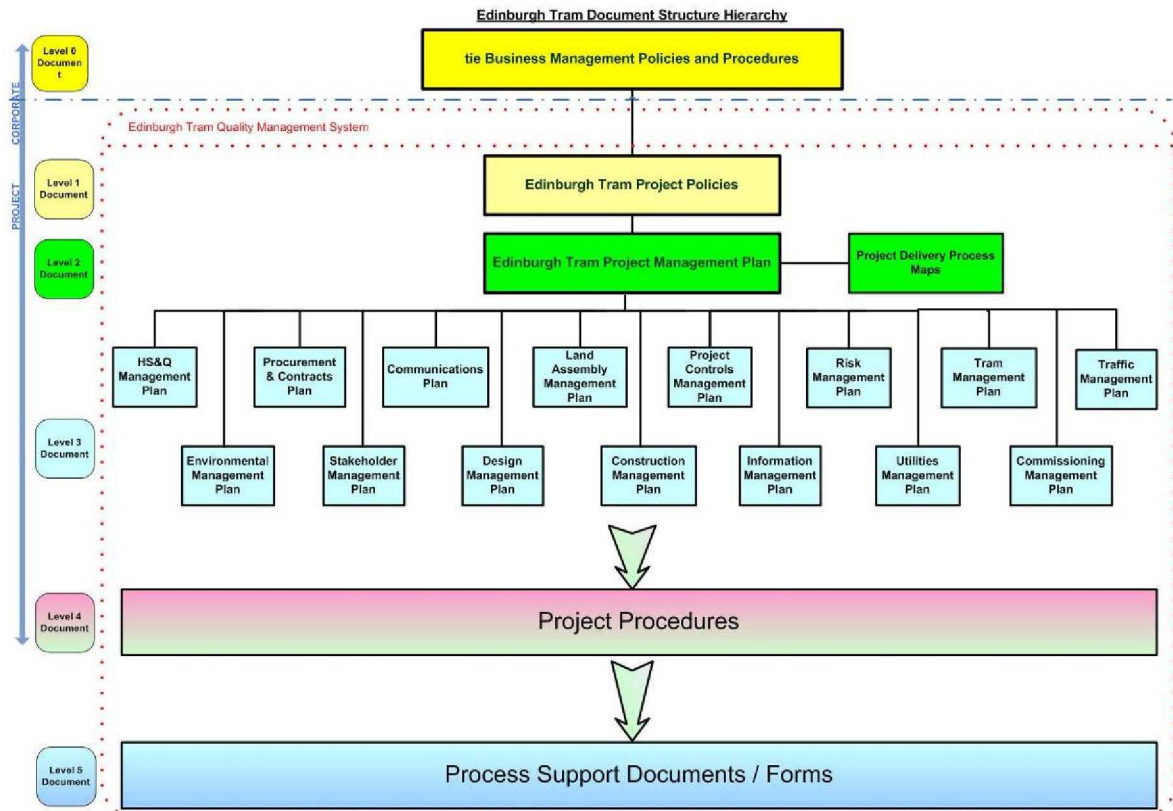 Edinburgh Tram Document Structure Hierarchy
Level 0
Documen
t
tie Business Management Policies and Procedures
CORPORATE
PROJECT
Edinburgh Tram Quality Management System
Level 1
Document
Edinburgh Tram Project Policies
Level 2
Document
Edinburgh Tram Project Management Plan
Project Delivery Process
Maps
HS&Q
Management
Plan
Procurement
& Contracts
Plan
Communications
Plan
Land
Assembly
Management
Plan
Project
Controls
Management
Plan
Risk
Management
Plan
Tram
Management
Plan
Traffic
Management
Plan
Level 3
Document
Environmental
Management
Plan
Stakeholder
Management
Plan
Design
Management
Plan
Construction
Management
Plan
Information
Management
Plan
Utilities
Management
Plan
Commissioning
Management
Plan
Level 4
Document
Project Procedures
Level 5
Document
Process Support Documents / Forms